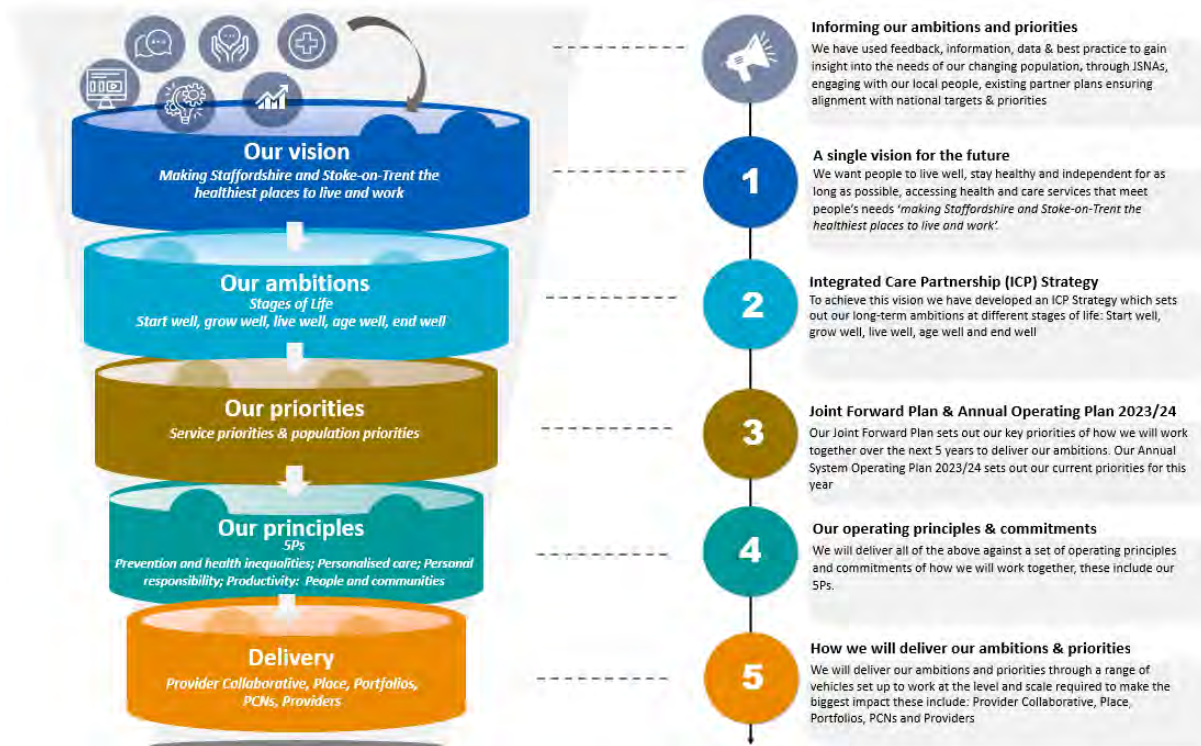 Our vision
Making Staffordshire and Stoke-on-Trent the
healthiest places to live and work
Our ambitions
Stages of Life
Start well, grow well, live well, age well, end well
Our priorities
Service priorities & population priorities
Our principles
5Ps
Prevention and health inequalities; Personalised care; Personal
responsibility; Productivity: People and communities
Delivery
Provider Collaborative, Place, Portfolios,
PCNs, Providers
Informing our ambitions and priorities
We have used feedback, information, data & best practice to gain
insight into the needs of our changing population, through JSNAs,
engaging with our local people, existing partner plans ensuring
alignment with national targets & priorities
1
A single vision for the future
We want people to live well, stay healthy and independent for as
long as possible, accessing health and care services that meet
people's needs 'making Staffordshire and Stoke-on-Trent the
healthiest places to live and work'.
2
Integrated Care Partnership (ICP) Strategy
To achieve this vision we have developed an ICP Strategy which sets
out our long-term ambitions at different stages of life: Start well,
grow well, live well, age well and end well
3
Joint Forward Plan & Annual Operating Plan 2023/24
Our Joint Forward Plan sets out our key priorities of how we will work
together over the next 5 years to deliver our ambitions. Our Annual
System Operating Plan 2023/24 sets out our current priorities for this
year
4
Our operating principles & commitments
We will deliver all of the above against a set of operating principles
and commitments of how we will work together, these include our
5Ps.
5
How we will deliver our ambitions & priorities
We will deliver our ambitions and priorities through a range of
vehicles set up to work at the level and scale required to make the
biggest impact these include: Provider Collaborative, Place,
Portfolios, PCNs and Providers